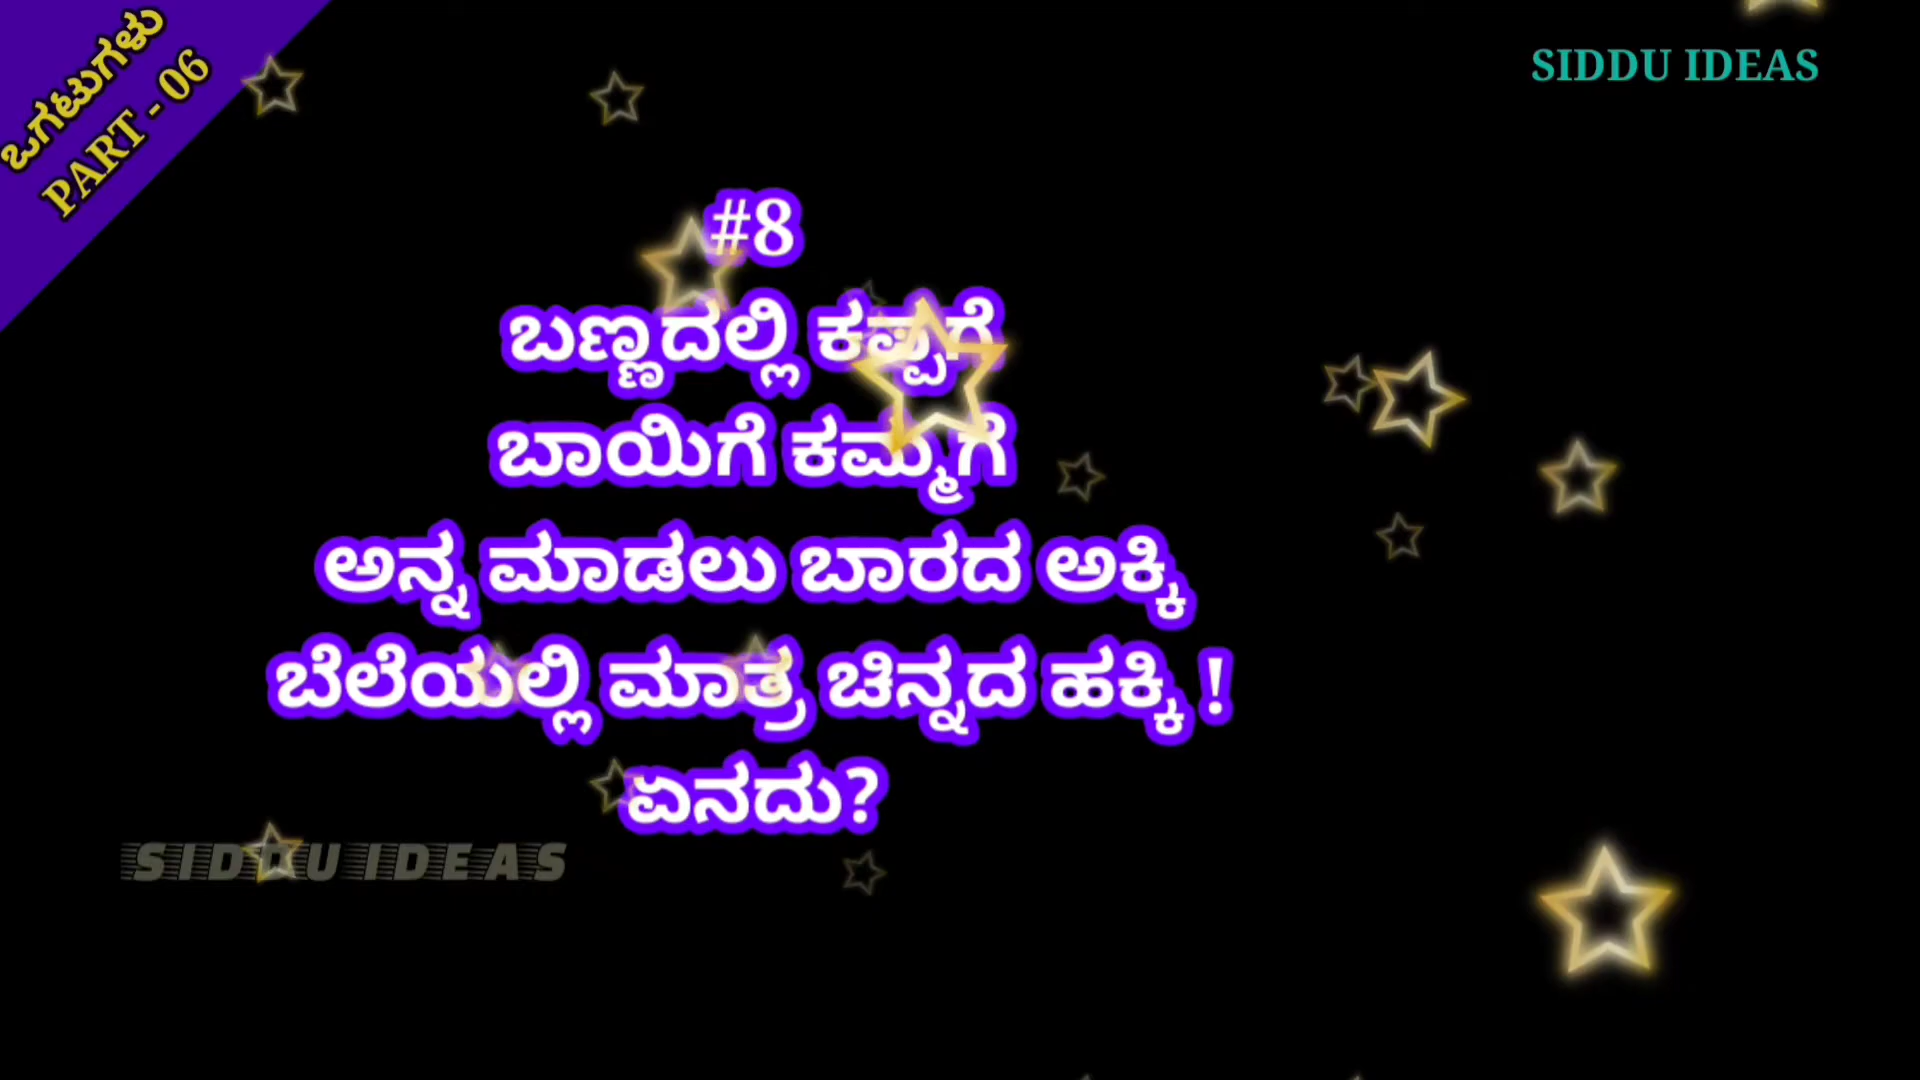 ಒಗಟುಗಳು
PART - 06
SIDDU IDEAS
#8
ಬಣ್ಣದಲ್ಲಿ ಕಪ್ಪಗೆ
ಬಾಯಿಗೆ ಕಮ್ಮಗೆ
ಅನ್ನ ಮಾಡಲು ಬಾರದ ಅಕ್ಕಿ
ಬೆಲೆಯಲ್ಲಿ ಮಾತ್ರ ಚಿನ್ನದ ಹಕ್ಕಿ !
ಏನದು?
SIDDU IDEAS